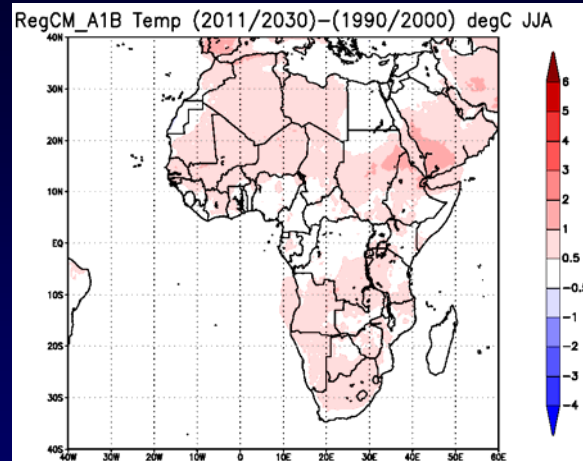 RegCM_A1B Temp (2011/2030)-(1990/2000) degC JJA
40N
30N
20N
10N
EQ
10S
20S
30S
40S
40W 30W 20W 10W 0 10E 20E 30E 40E 50E 60E
6
5
4
3
2
1
0.5
-0.5
-1
-2
-3
-4